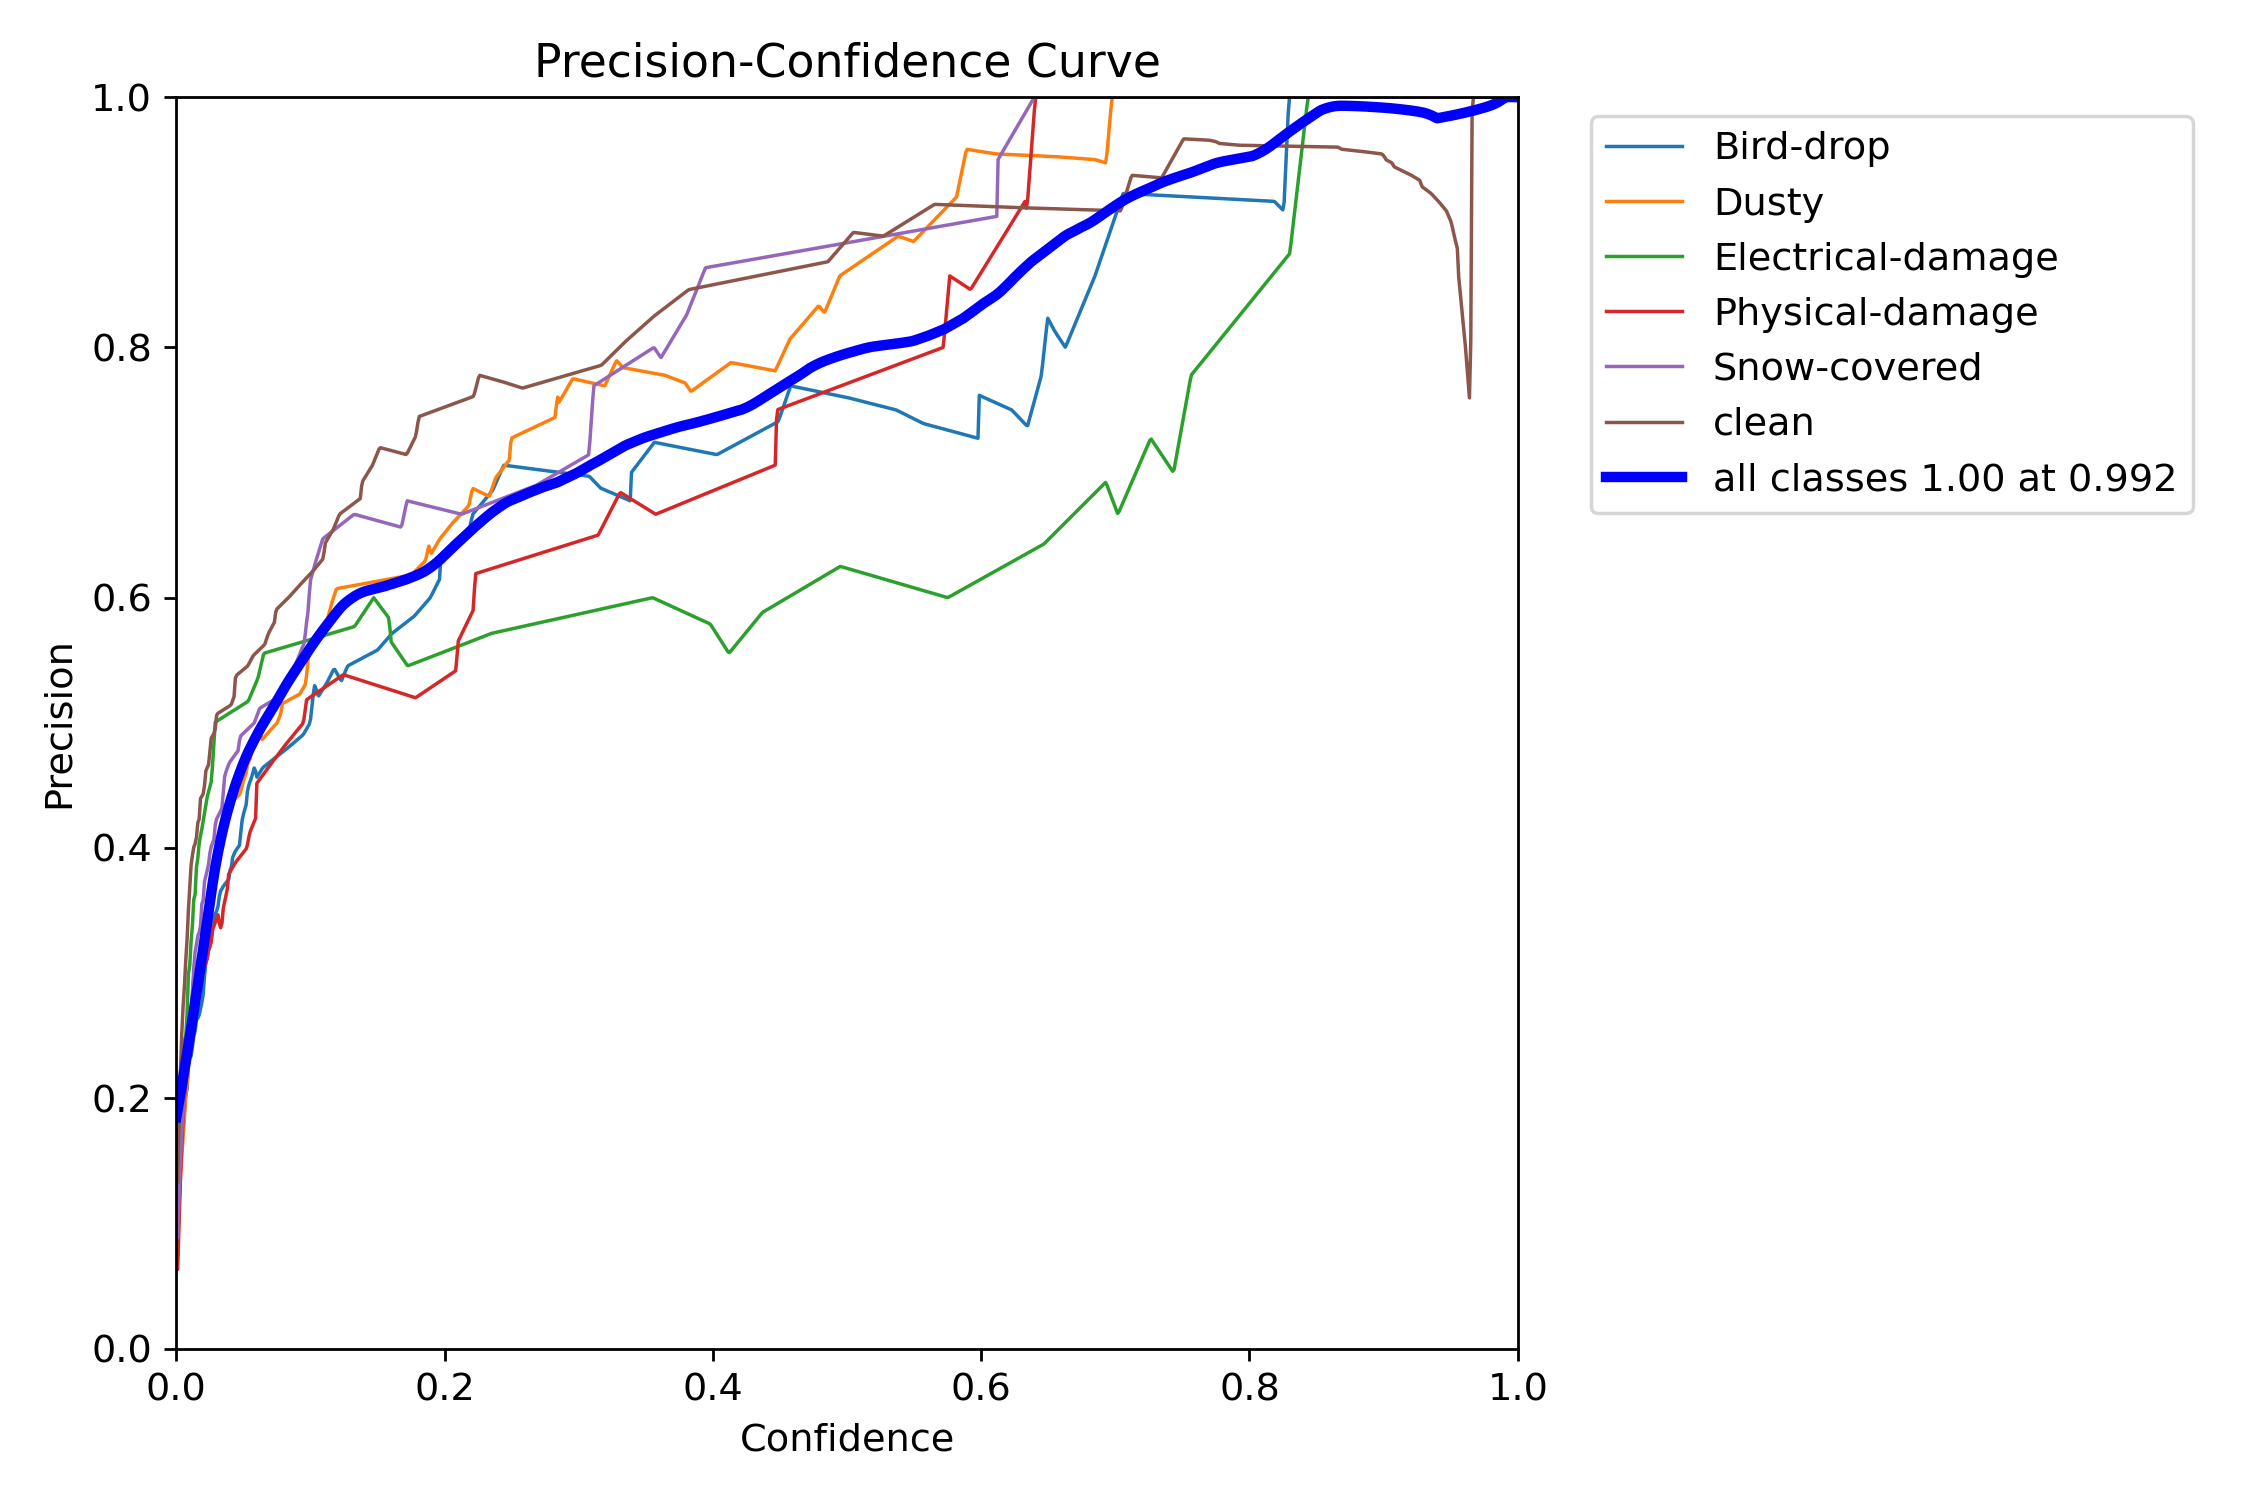 Precision-Confidence Curve
1.0
0.8
0.6
0.4
0.2
0.0
Precision
0.0 0.2 0.4 0.6 0.8 1.0
Confidence
Bird-drop
Dusty
Electrical-damage
Physical-damage
Snow-covered
clean
all classes 1.00 at 0.992